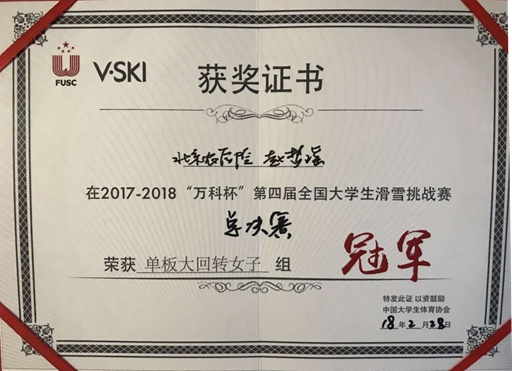 FUSC
V·SKI
获奖证书
在2017-2018“万科杯”第四届全国大学生滑雪挑战赛
总决赛
荣获 单板大回转女子 组
冠军
特发此证 以资鼓励
中国大学生体育协会
18年2月28日